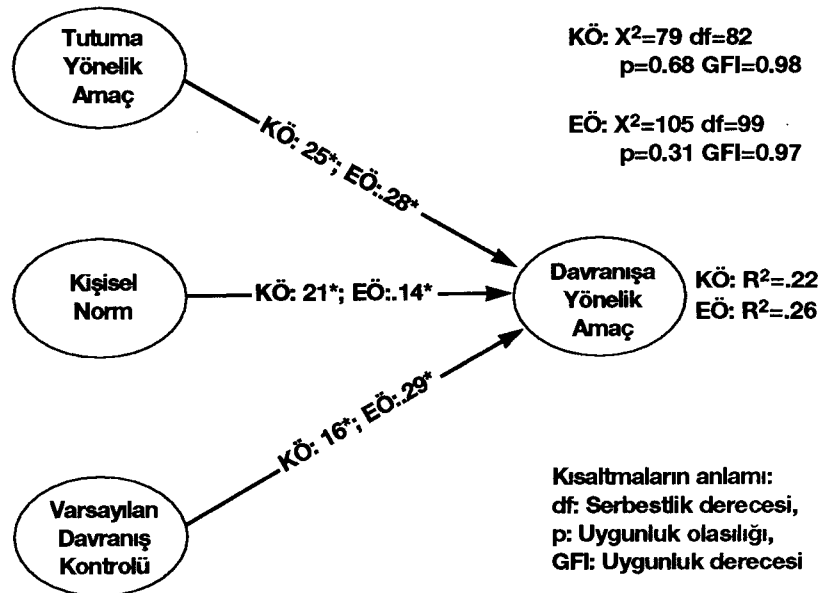 Tutuma
Yönelik
Amaç
KÖ: X²=79 df=82
p=0.68 GFI=0.98
EÖ: X²=105 df=99
p=0.31 GFI=0.97
KÖ: 25*; EÖ:.28*
Kişisel
Norm
KÖ: 21*; EÖ:.14*
Davranışa
Yönelik
Amaç
KÖ: R²=.22
EÖ: R²=.26
KÖ: 16*; EÖ:.29*
Varsayılan
Davranış
Kontrolü
Kısaltmaların anlamı:
df: Serbestlik derecesi,
p: Uygunluk olasılığı,
GFI: Uygunluk derecesi